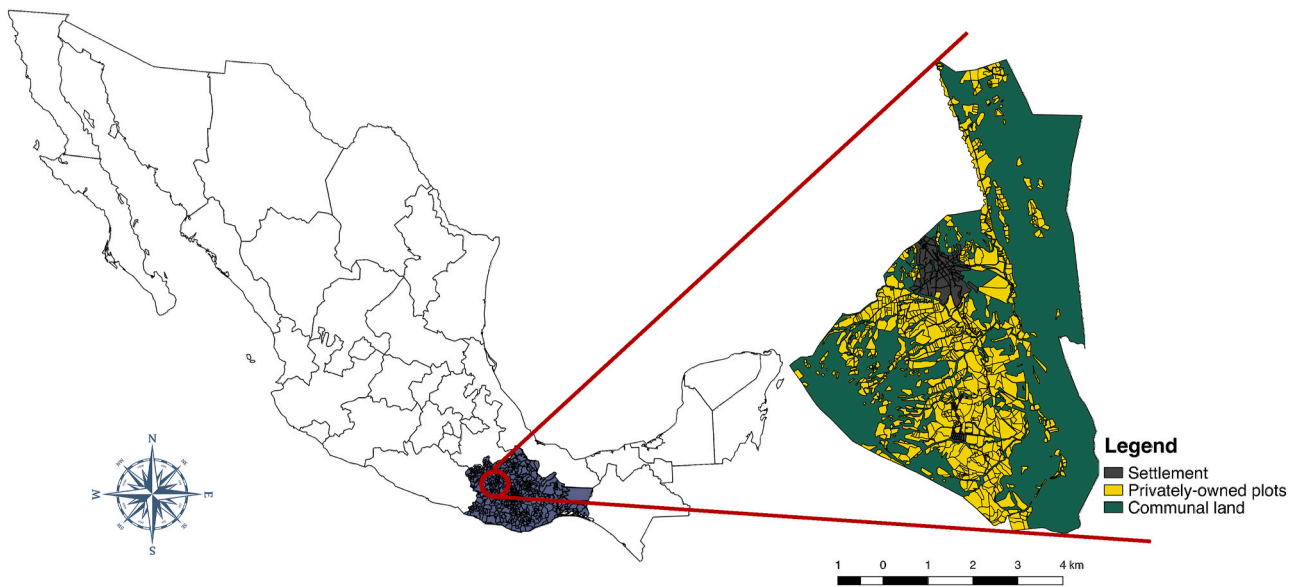 N
W
E
S
Legend
Settlement
Privately-owned plots
Communal land
1 0 1 2 3 4 km